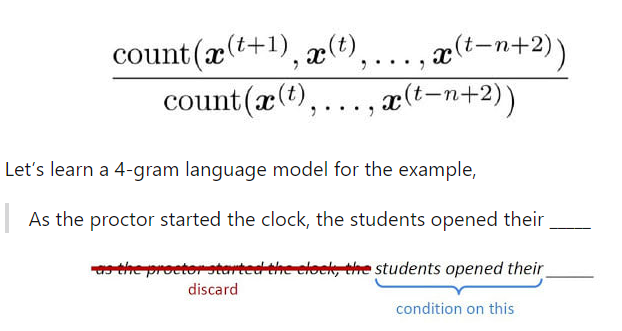 count(x^(t+1), x^(t), ..., x^(t−n+2))
count(x^(t), ..., x^(t−n+2))
Let's learn a 4-gram language model for the example,
As the proctor started the clock, the students opened their _____
as the proctor started the clock, the students opened their _____
discard
condition on this